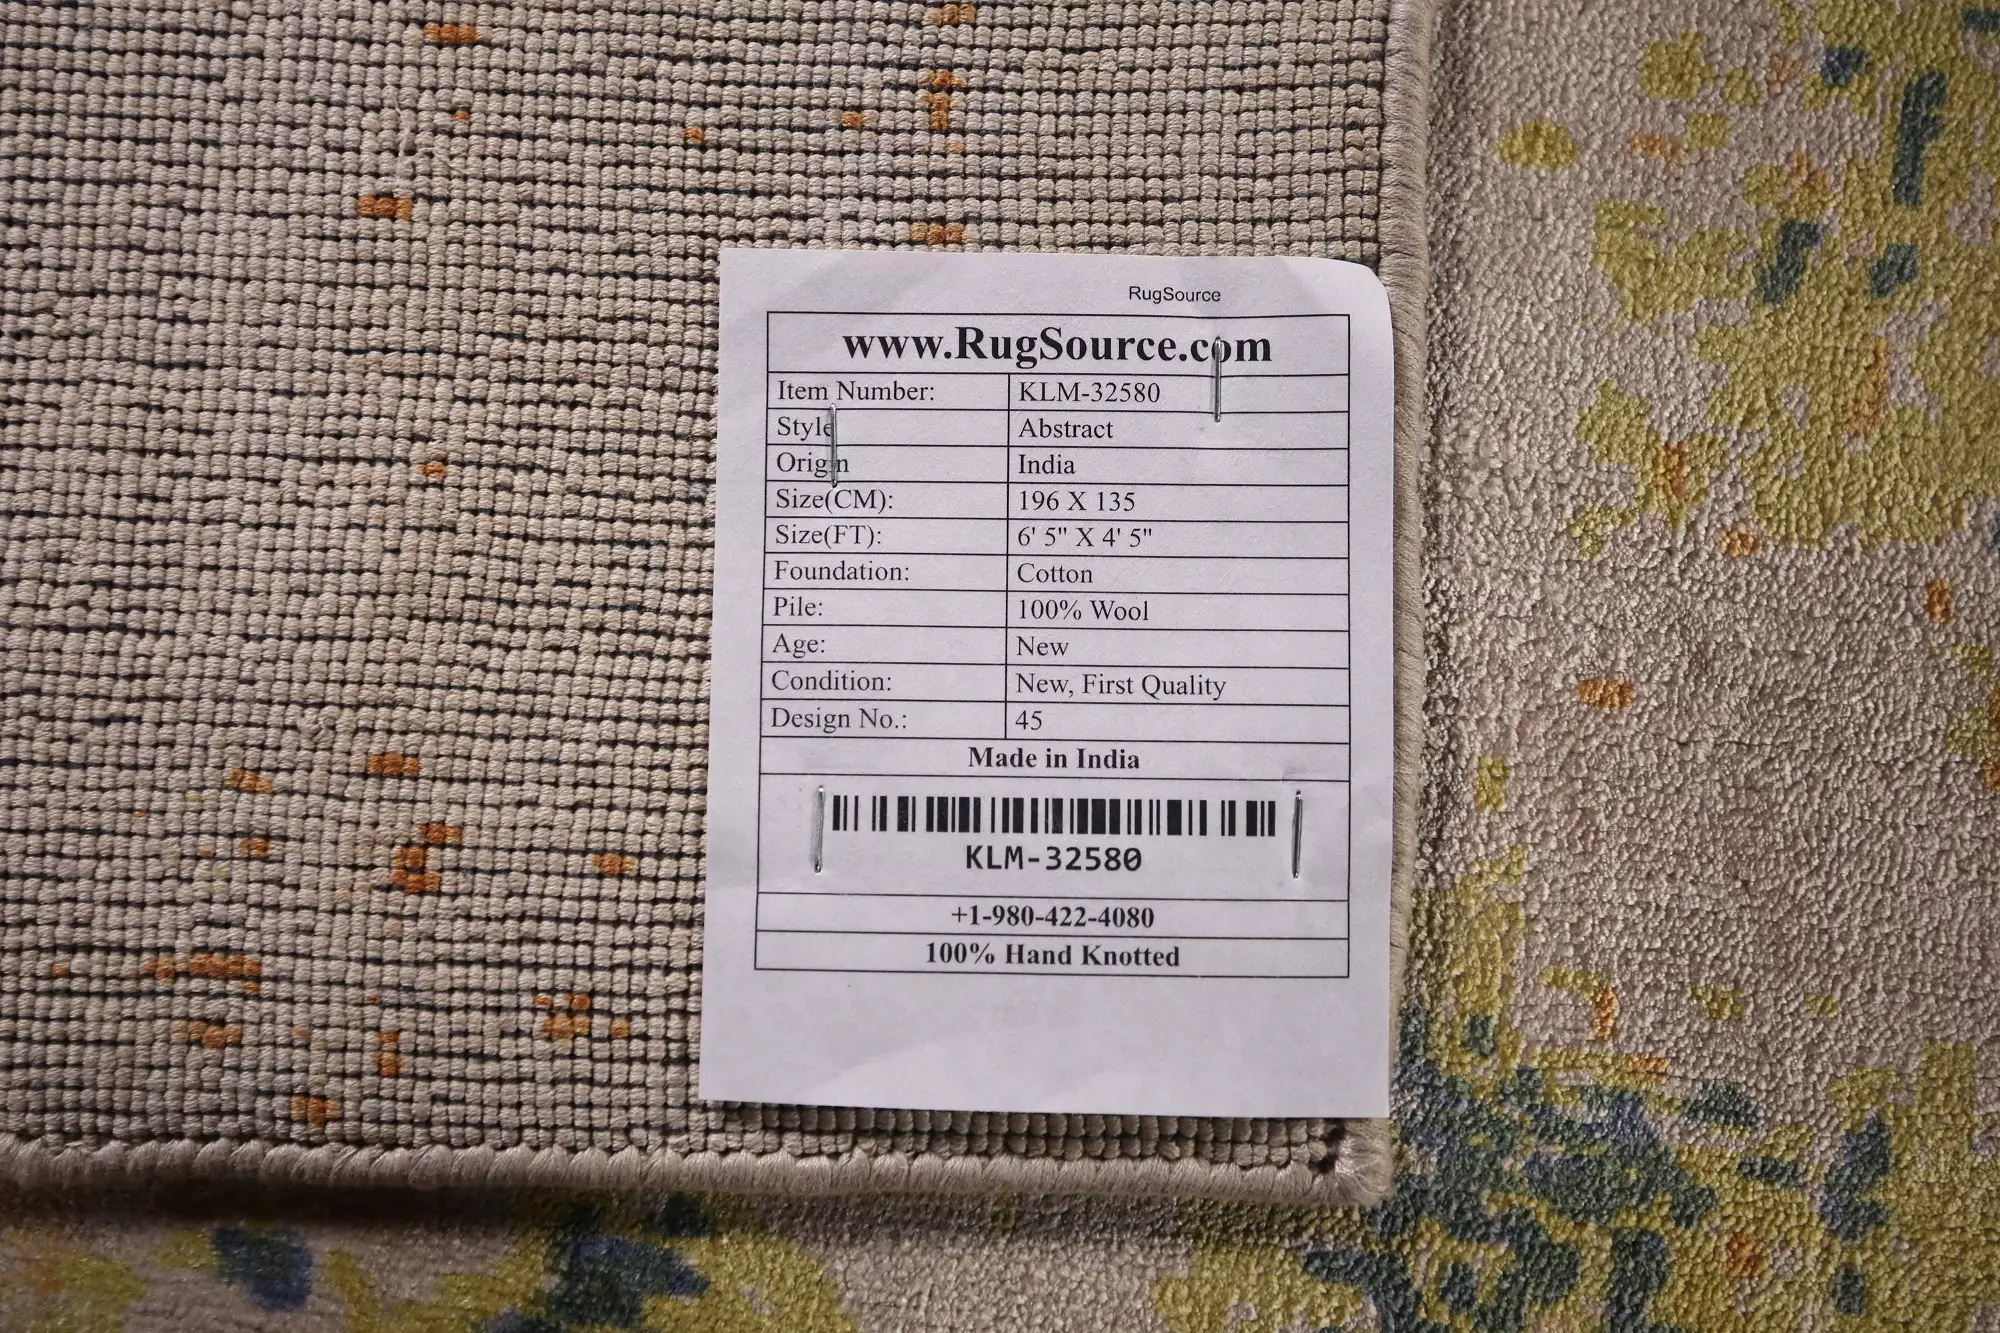 RugSource
www.RugSource.com
Item Number: KLM-32580
Style Abstract
Origin India
Size(CM): 196 X 135
Size(FT): 6' 5" X 4' 5"
Foundation: Cotton
Pile: 100% Wool
Age: New
Condition: New, First Quality
Design No.: 45
Made in India
KLM-32580
+1-980-422-4080
100% Hand Knotted